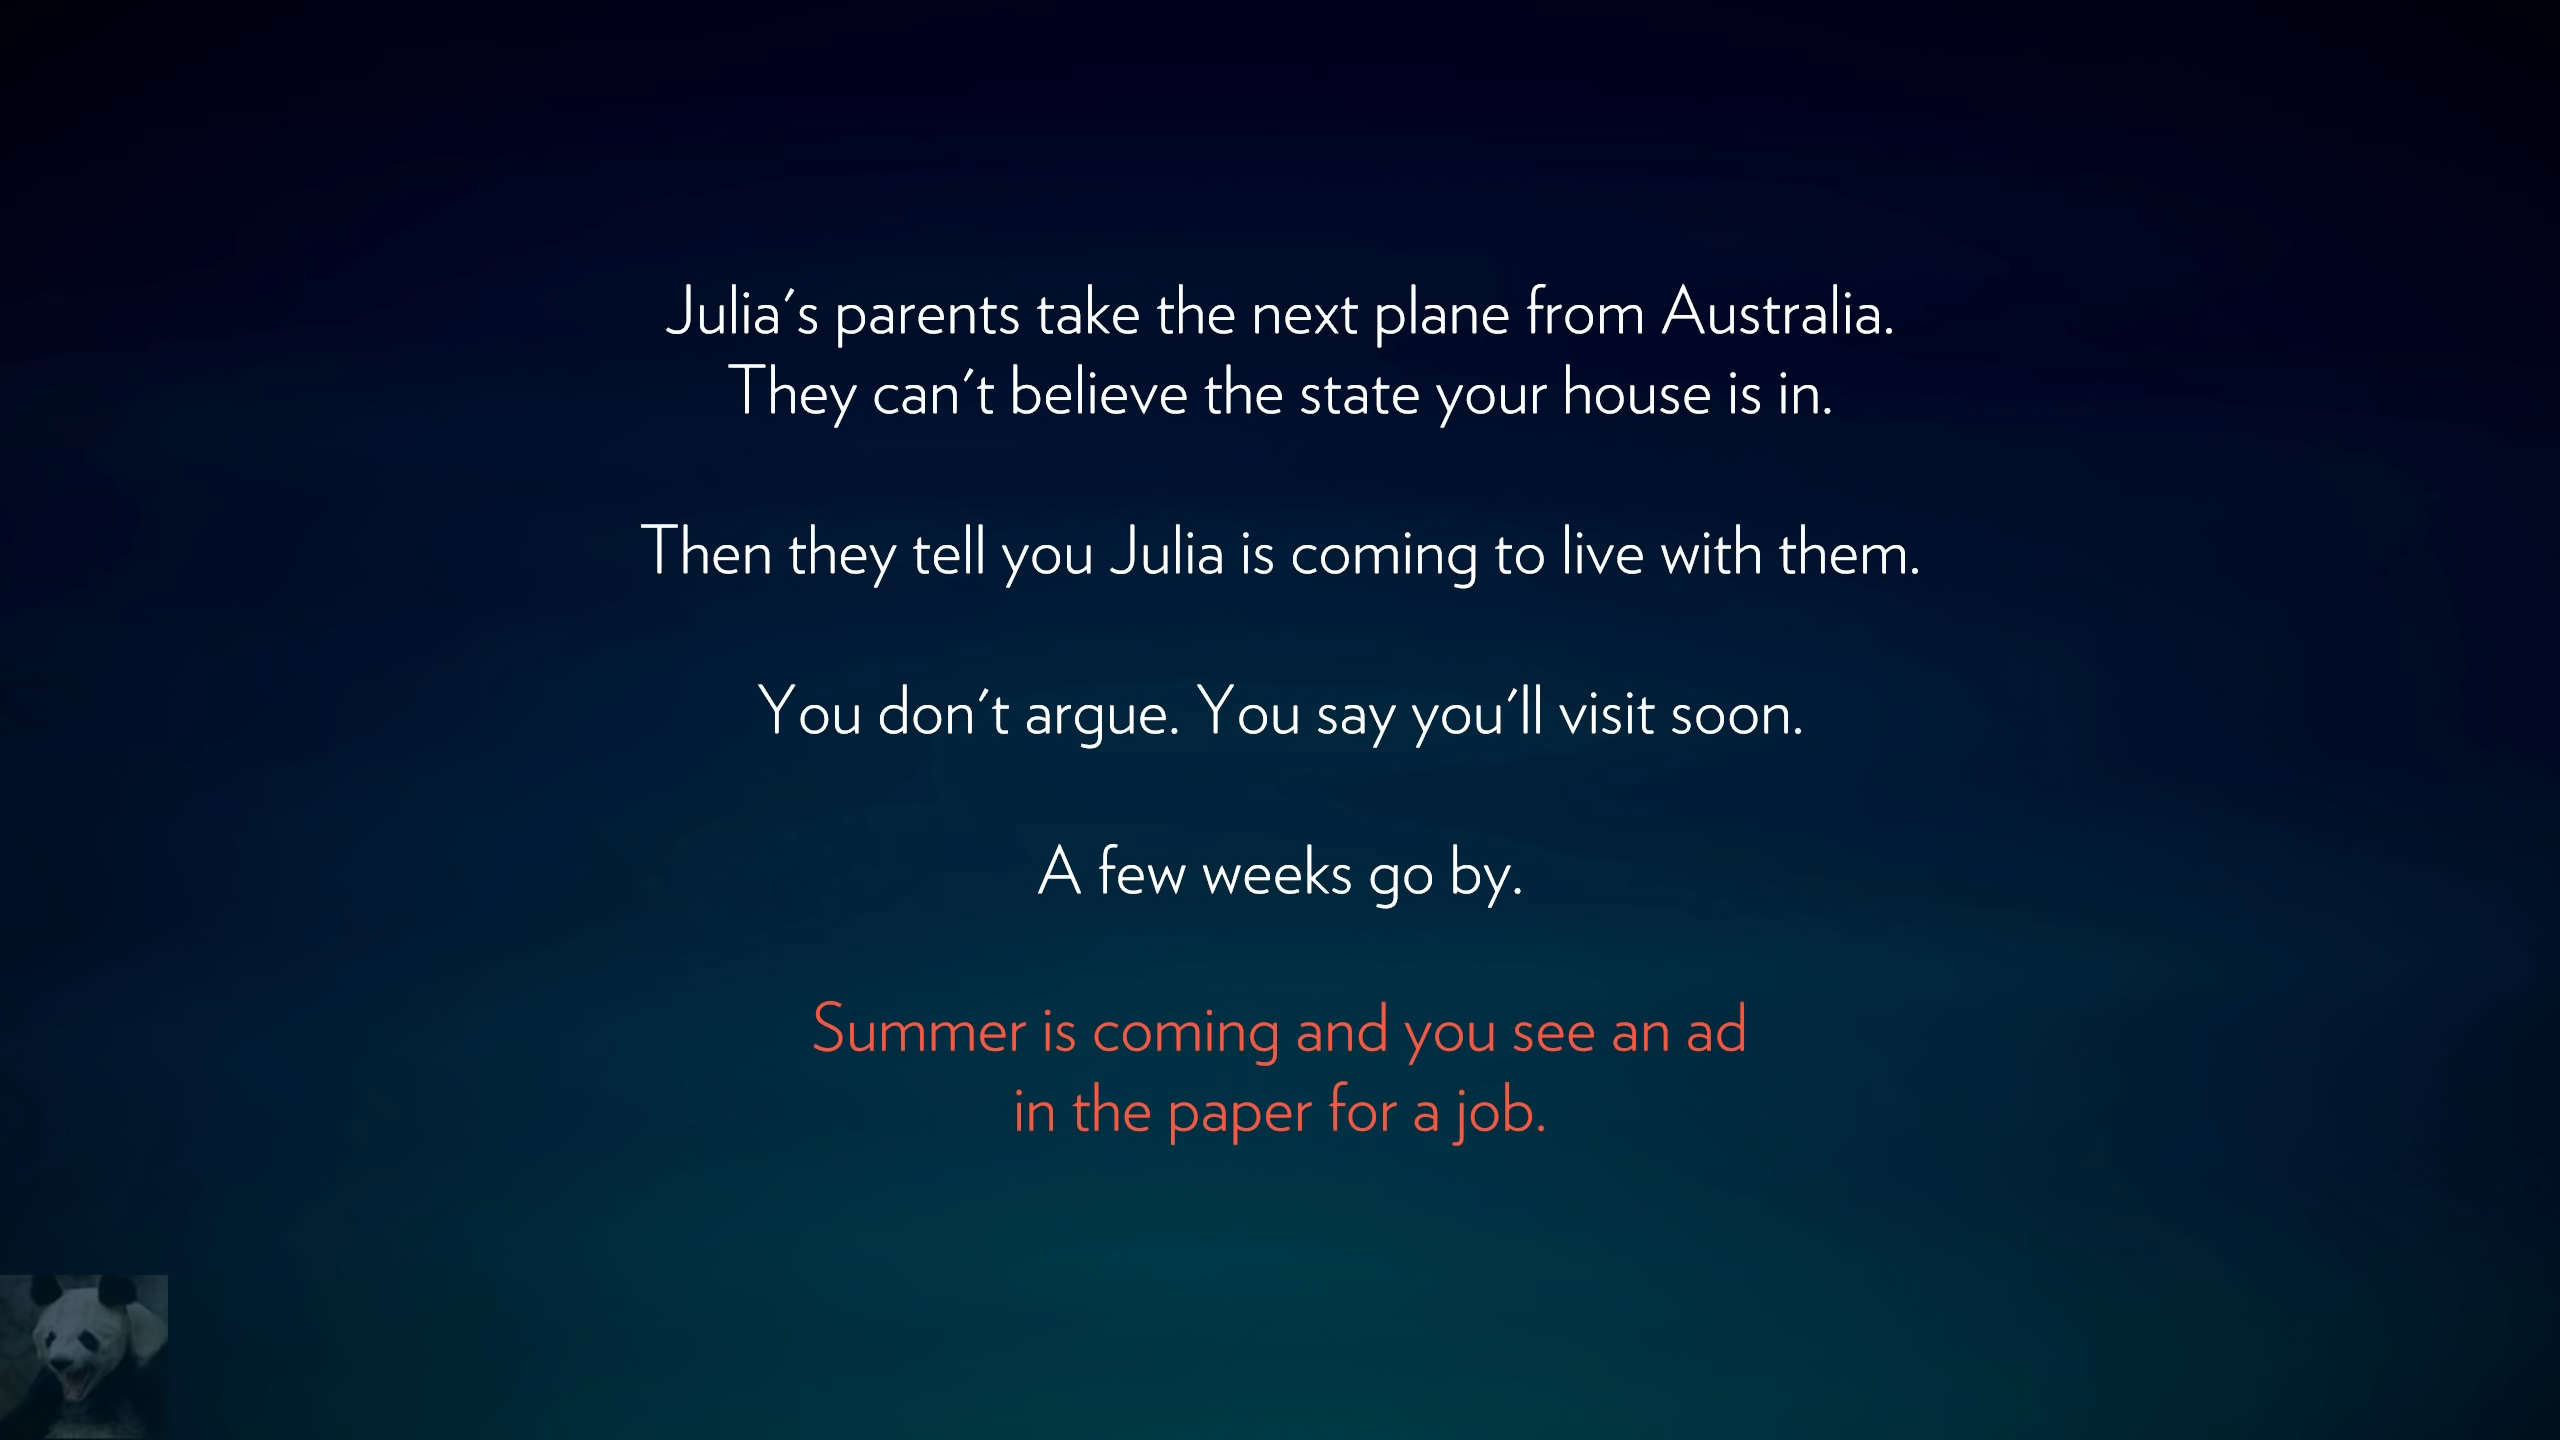 Julia's parents take the next plane from Australia.
They can't believe the state your house is in.
Then they tell you Julia is coming to live with them.
You don't argue. You say you'll visit soon.
A few weeks go by.
Summer is coming and you see an ad
in the paper for a job.